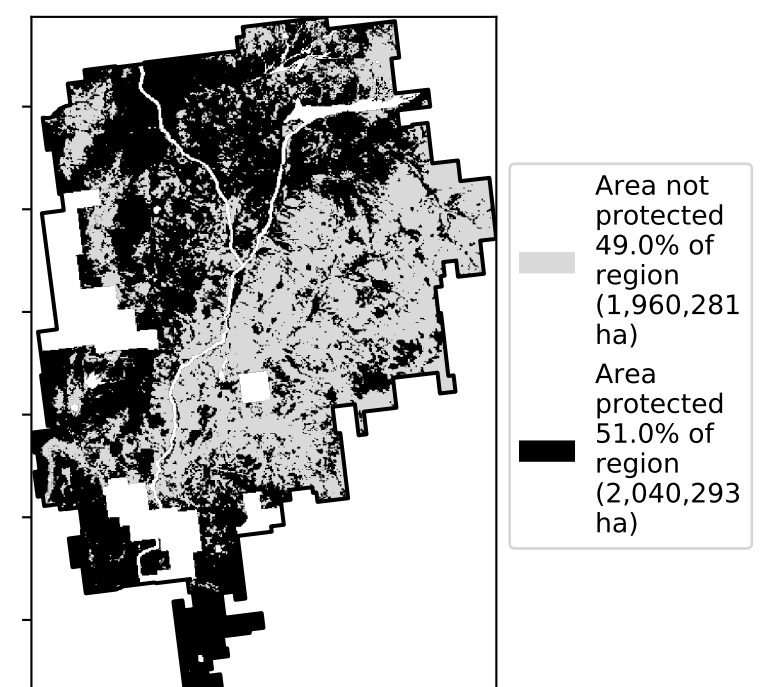 Area not
protected
49.0% of
region
(1,960,281
ha)
Area
protected
51.0% of
region
(2,040,293
ha)